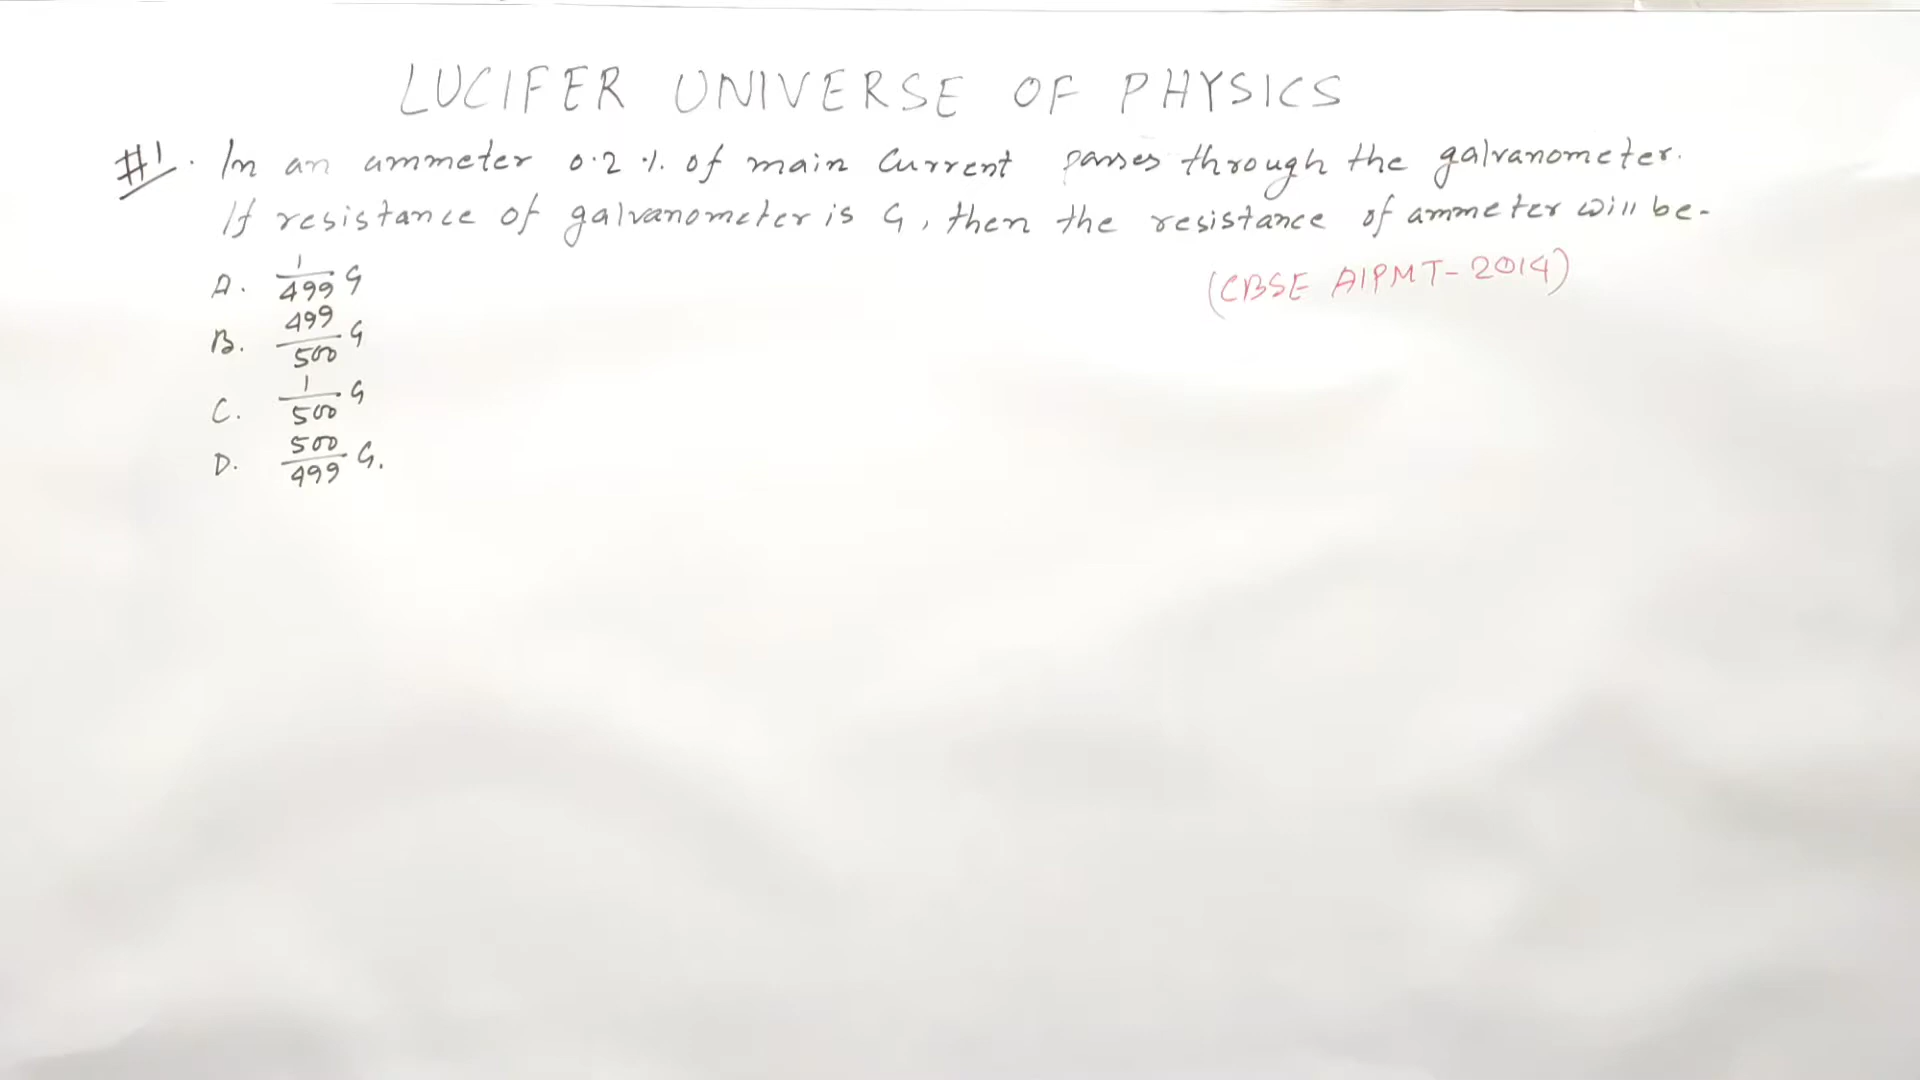 LUCIFER UNIVERSE OF PHYSICS
#1. In an ammeter 0.2 % of main Current passes through the galvanometer.
If resistance of galvanometer is G, then the resistance of ammeter will be-
(CBSE AIPMT-2014)
A. 1/499 G
B. 499/500 G
C. 1/500 G
D. 500/499 G.